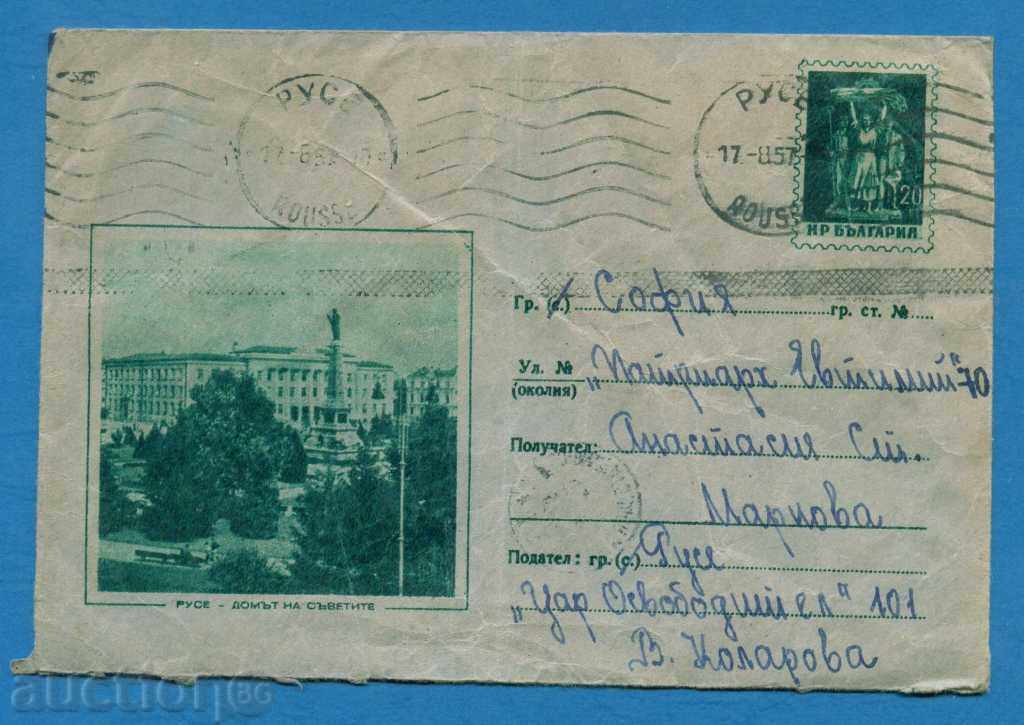 РУСЕ
17.-8.57
ROUSSE
РУСЕ
-17.-8.57
ROUSSE
20
НР БЪЛГАРИЯ
Гр. (с.) София гр. ст. №
Ул. № „Патриарх Евтимий“ 70
(околия)
Получател: Анастасия Ст.
Маркова
Подател: гр. (с.) Русе
„Цар Освободител“ 101
В. Коларова
РУСЕ - ДОМЪТ НА СЪВЕТИТЕ
auction.BG